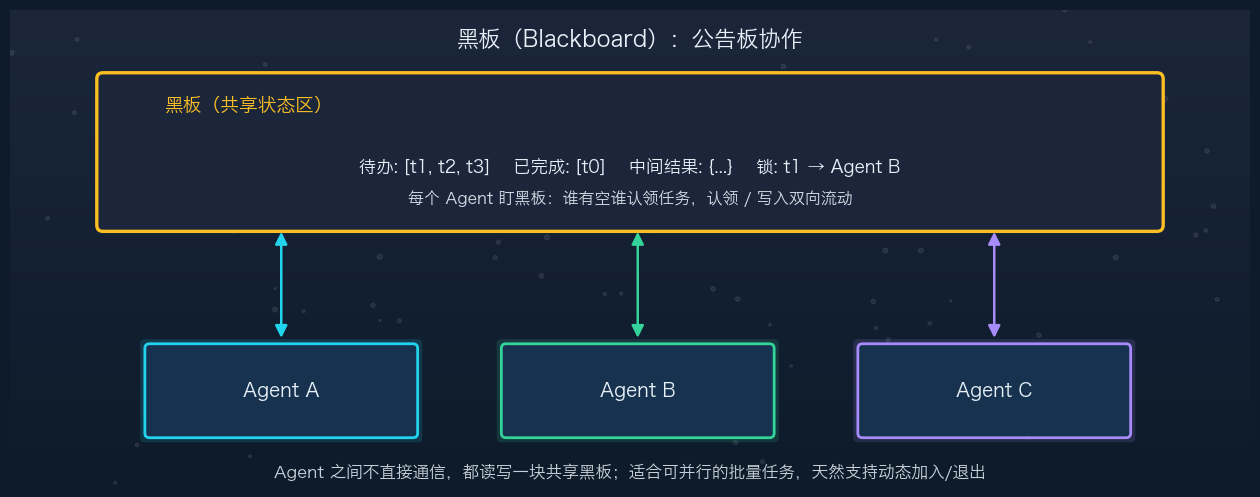 黑板（Blackboard）：公告板协作
黑板（共享状态区）
待办: [t1, t2, t3] 已完成: [t0] 中间结果: {...} 锁: t1 → Agent B
每个 Agent 盯黑板：谁有空谁认领任务，认领 / 写入双向流动
Agent A
Agent B
Agent C
Agent 之间不直接通信，都读写一块共享黑板；适合可并行的批量任务，天然支持动态加入/退出